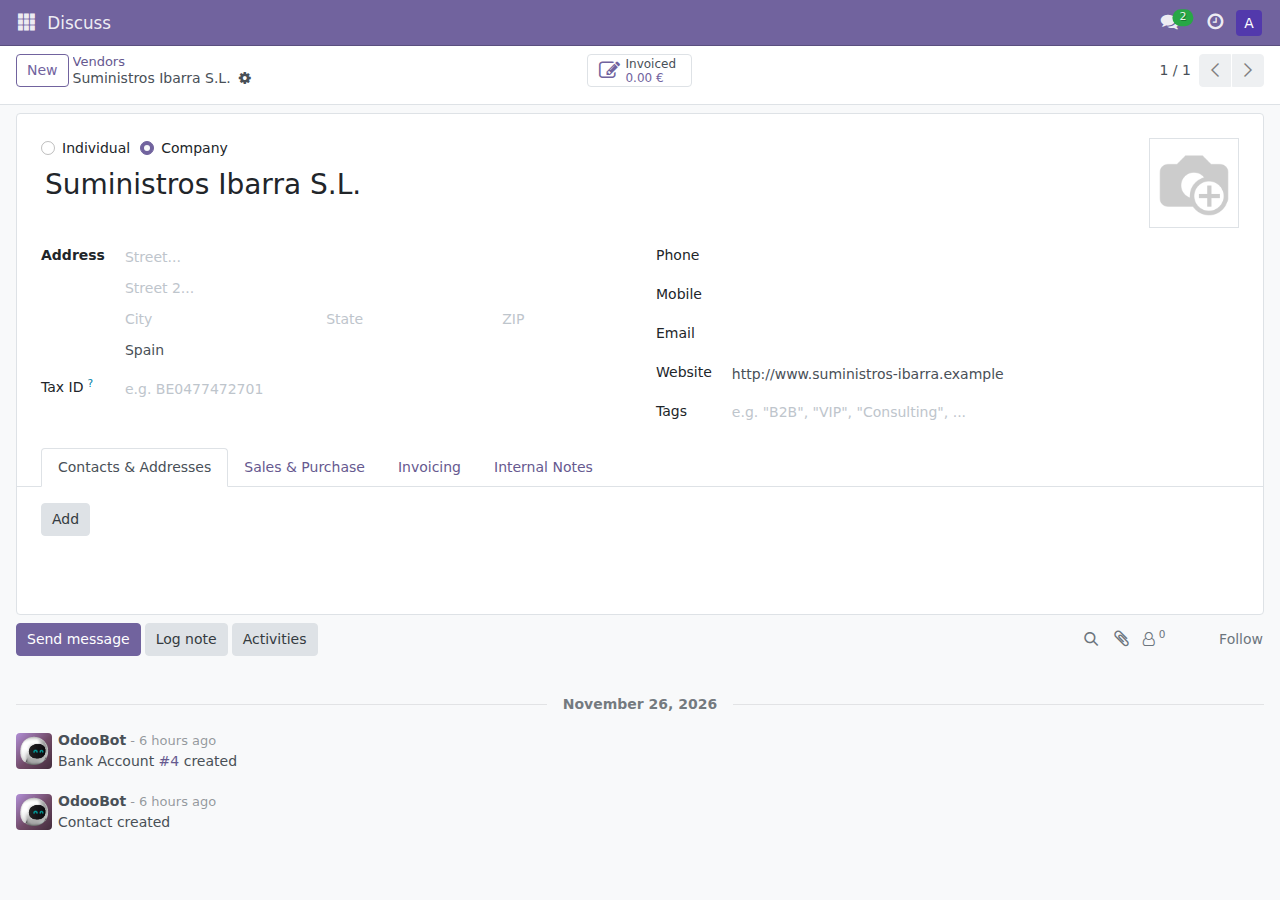 Discuss
2
A
New
Vendors
Suministros Ibarra S.L.
Invoiced
0.00 €
1 / 1
Individual
Company
Suministros Ibarra S.L.
Address
Street...
Street 2...
City
State
ZIP
Spain
Tax ID ?
e.g. BE0477472701
Phone
Mobile
Email
Website
http://www.suministros-ibarra.example
Tags
e.g. "B2B", "VIP", "Consulting", ...
Contacts & Addresses
Sales & Purchase
Invoicing
Internal Notes
Add
Send message
Log note
Activities
0
Follow
November 26, 2026
OdooBot - 6 hours ago
Bank Account #4 created
OdooBot - 6 hours ago
Contact created